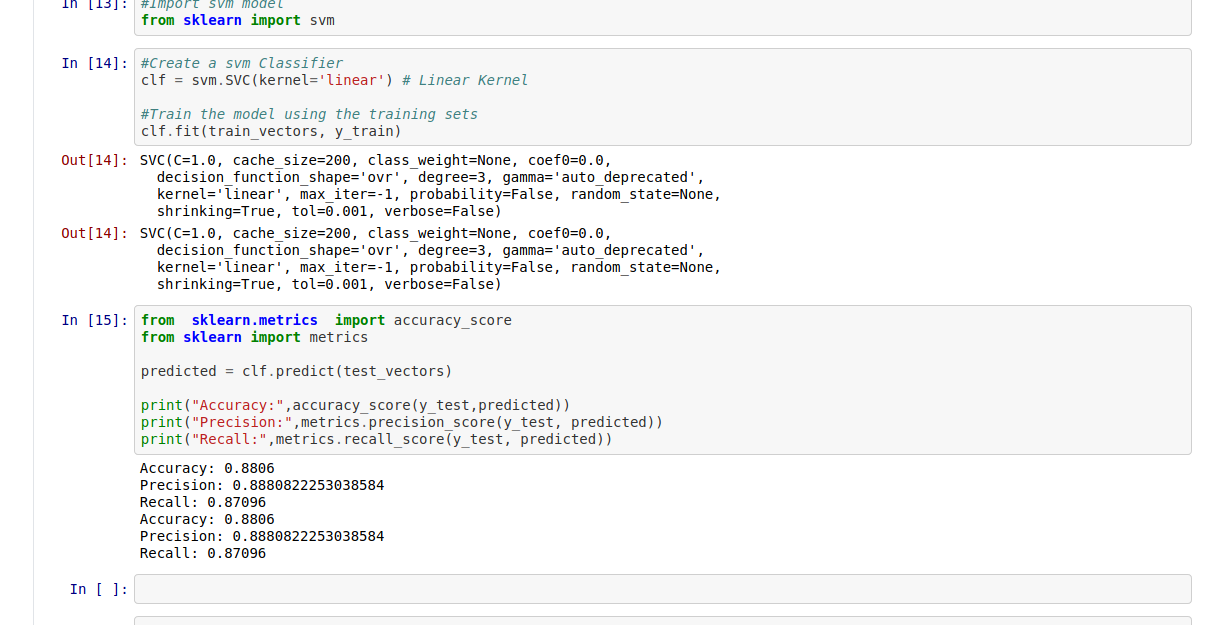 In [13]: #Import svm model
from sklearn import svm
In [14]: #Create a svm Classifier
clf = svm.SVC(kernel='linear') # Linear Kernel
#Train the model using the training sets
clf.fit(train_vectors, y_train)
Out[14]: SVC(C=1.0, cache_size=200, class_weight=None, coef0=0.0,
decision_function_shape='ovr', degree=3, gamma='auto_deprecated',
kernel='linear', max_iter=-1, probability=False, random_state=None,
shrinking=True, tol=0.001, verbose=False)
Out[14]: SVC(C=1.0, cache_size=200, class_weight=None, coef0=0.0,
decision_function_shape='ovr', degree=3, gamma='auto_deprecated',
kernel='linear', max_iter=-1, probability=False, random_state=None,
shrinking=True, tol=0.001, verbose=False)
In [15]: from  sklearn.metrics  import accuracy_score
from sklearn import metrics
predicted = clf.predict(test_vectors)
print("Accuracy:",accuracy_score(y_test,predicted))
print("Precision:",metrics.precision_score(y_test, predicted))
print("Recall:",metrics.recall_score(y_test, predicted))
Accuracy: 0.8806
Precision: 0.8880822253038584
Recall: 0.87096
Accuracy: 0.8806
Precision: 0.8880822253038584
Recall: 0.87096
In [ ]: